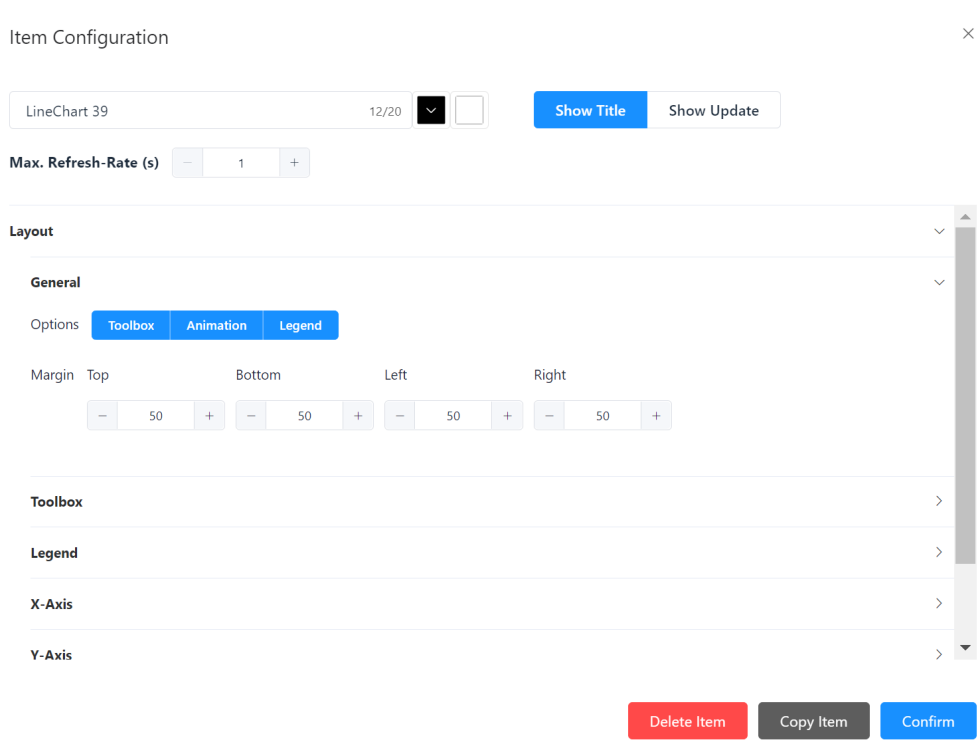 Item Configuration
LineChart 39 12/20 Show Title Show Update
Max. Refresh-Rate (s) 1
Layout
General
Options Toolbox Animation Legend
Margin Top Bottom Left Right
50 50 50 50
Toolbox
Legend
X-Axis
Y-Axis
Delete Item Copy Item Confirm